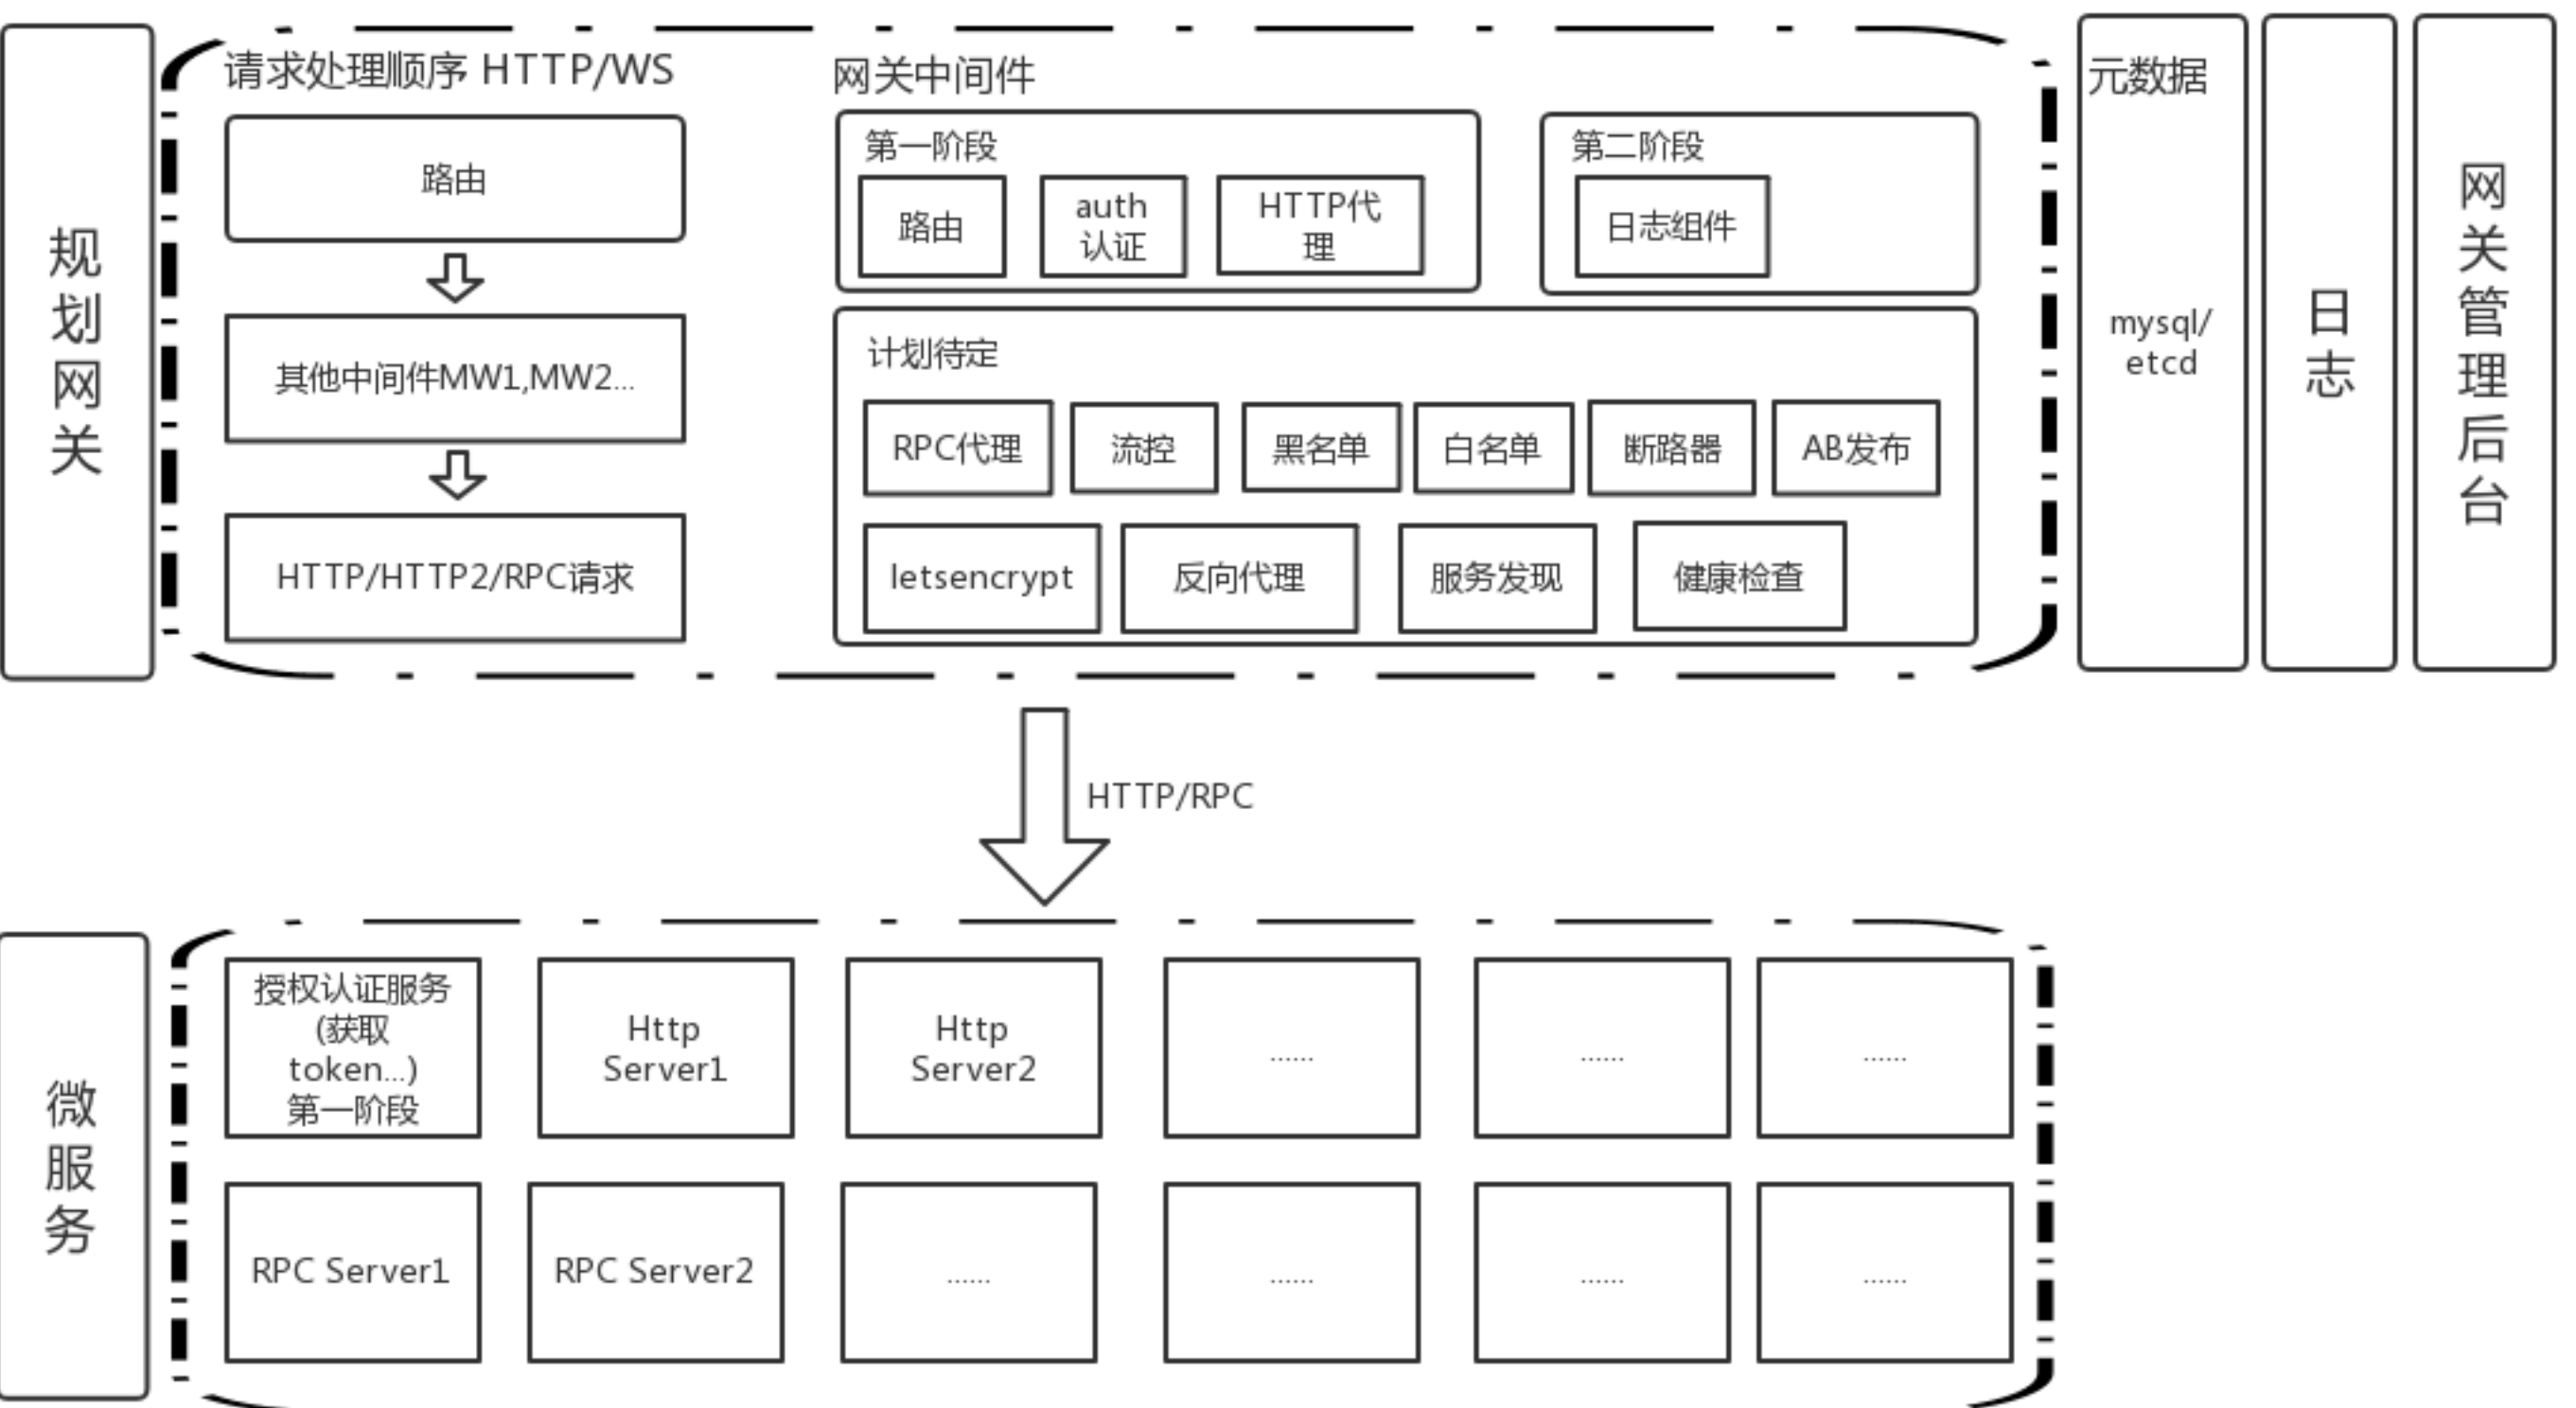 规划网关
请求处理顺序 HTTP/WS
路由
其他中间件MW1,MW2...
HTTP/HTTP2/RPC请求
网关中间件
第一阶段
路由
auth
认证
HTTP代
理
第二阶段
日志组件
计划待定
RPC代理
流控
黑名单
白名单
断路器
AB发布
letsencrypt
反向代理
服务发现
健康检查
元数据
mysql/
etcd
日志
网关管理后台
HTTP/RPC
微服务
授权认证服务
(获取
token...)
第一阶段
Http
Server1
Http
Server2
......
......
......
RPC Server1
RPC Server2
......
......
......
......